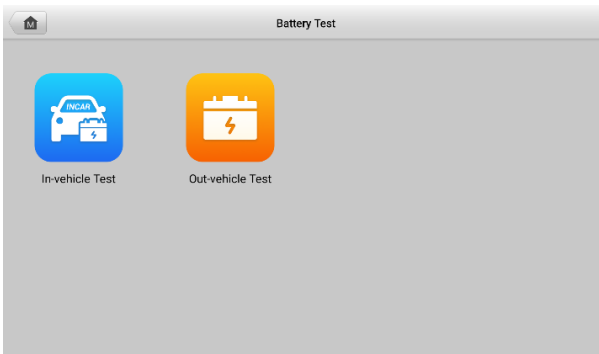 M
Battery Test
INCAR
In-vehicle Test
Out-vehicle Test